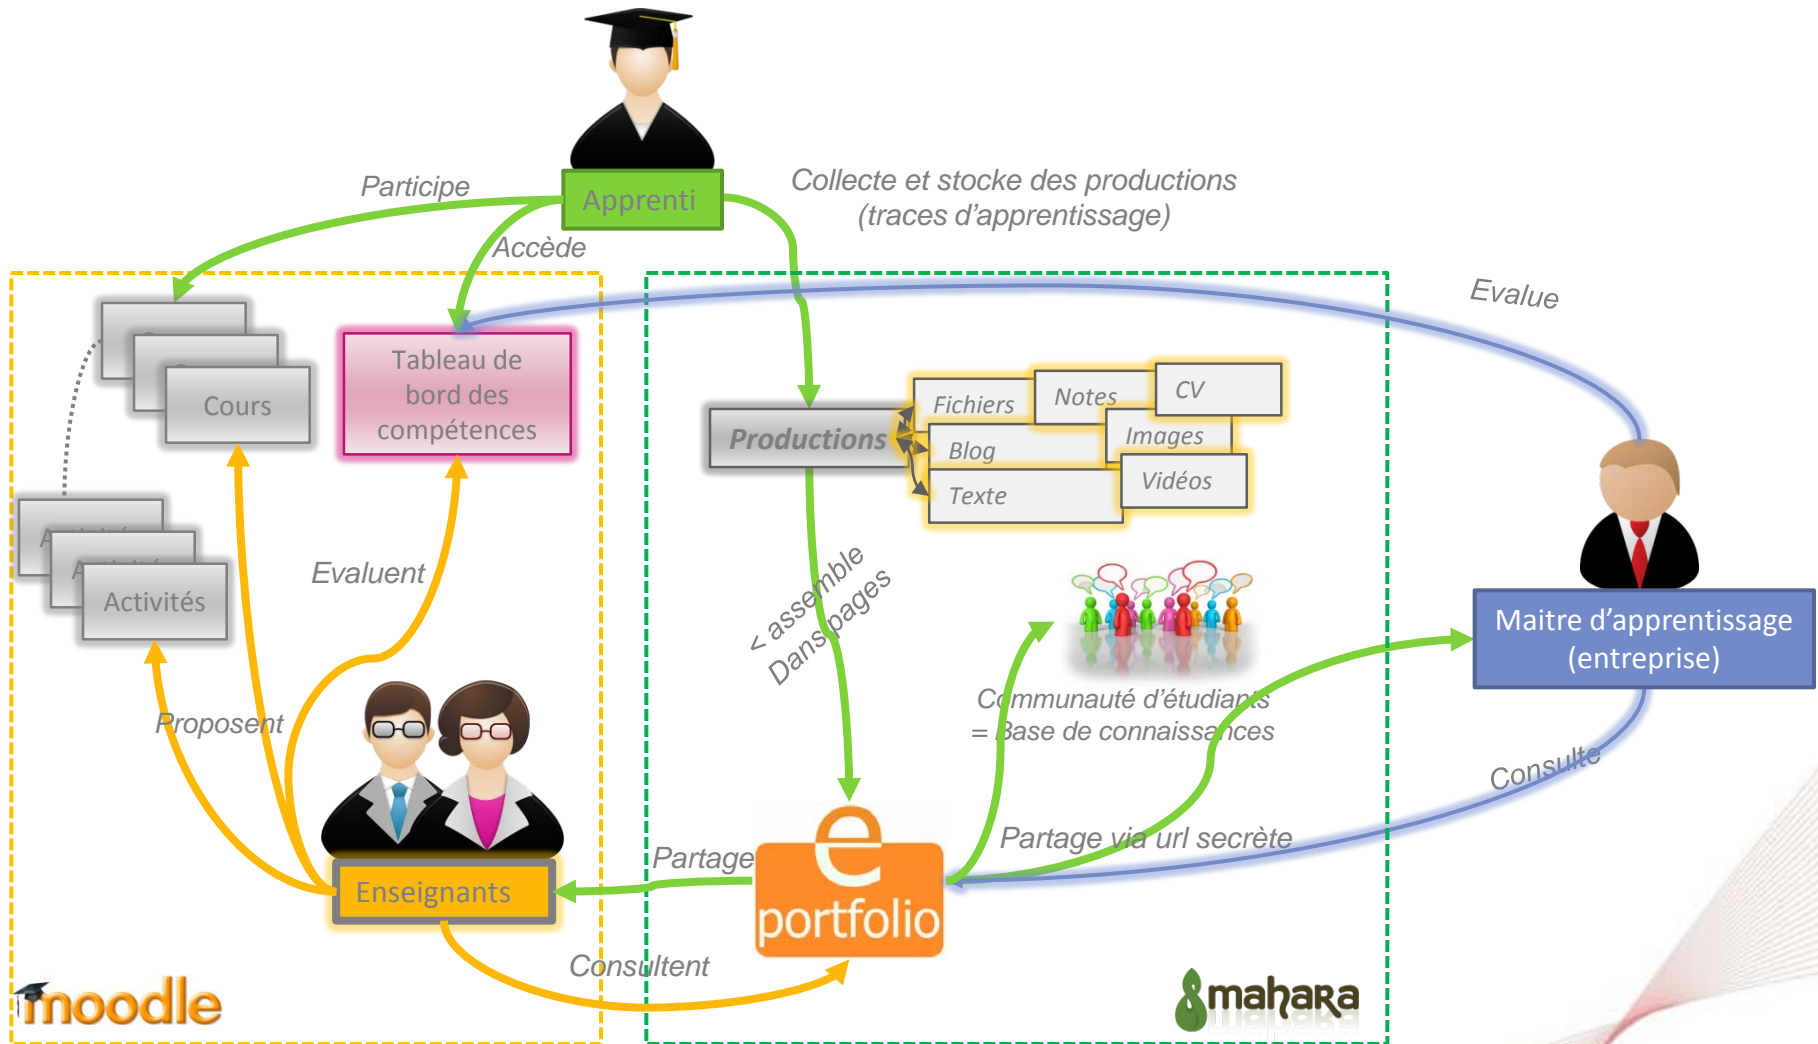 Participe
Apprenti
Collecte et stocke des productions
(traces d'apprentissage)
Accède
Evalue
Cours
Tableau de
bord des
compétences
Productions
Fichiers
Notes
CV
Blog
Images
Texte
Vidéos
Activités
Evaluent
< assemble
Dans pages
Maitre d'apprentissage
(entreprise)
Communauté d'étudiants
= Base de connaissances
Proposent
Consulte
Enseignants
Partage
e
portfolio
Partage via url secrète
Consultent
moodle
mahara